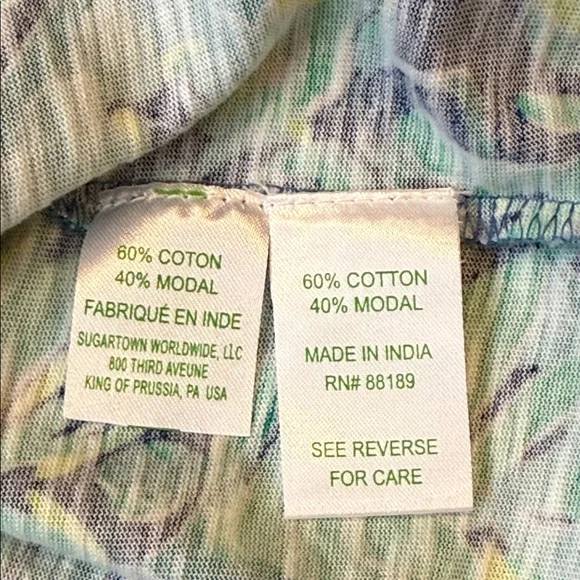 60% COTON
40% MODAL
FABRIQUÉ EN INDE
SUGARTOWN WORLDWIDE, LLC
800 THIRD AVEUNE
KING OF PRUSSIA, PA USA
60% COTTON
40% MODAL
MADE IN INDIA
RN# 88189
SEE REVERSE
FOR CARE